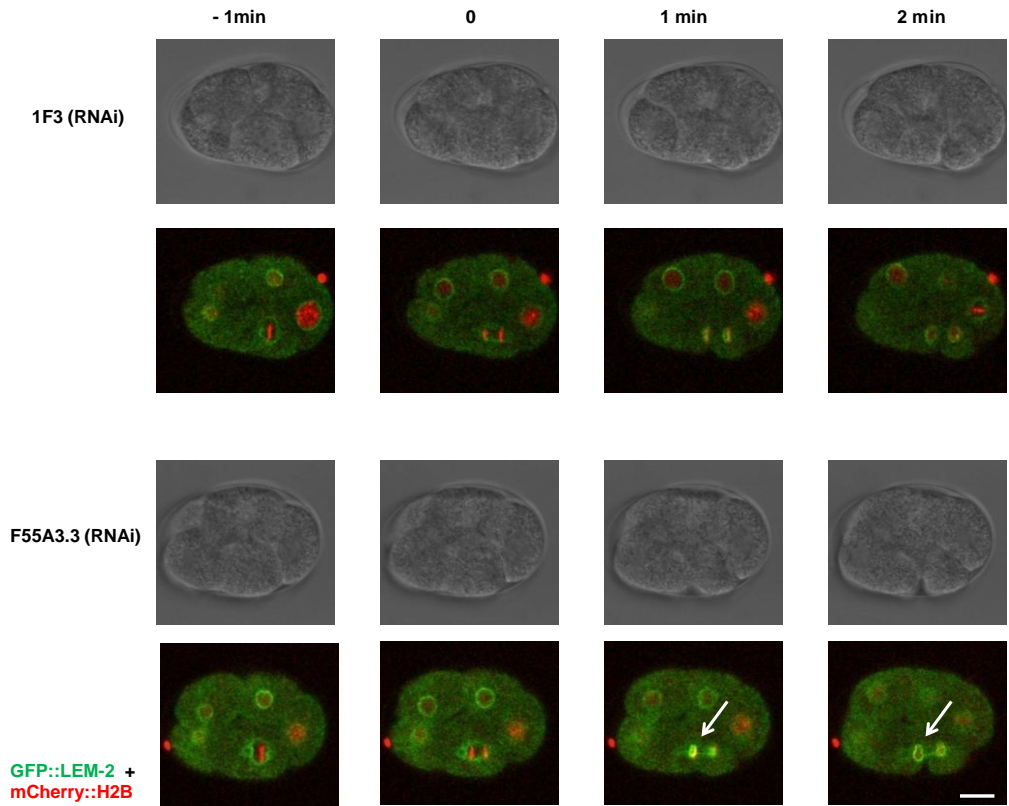 - 1min 0 1 min 2 min
1F3 (RNAi)
F55A3.3 (RNAi)
GFP::LEM-2 +
mCherry::H2B